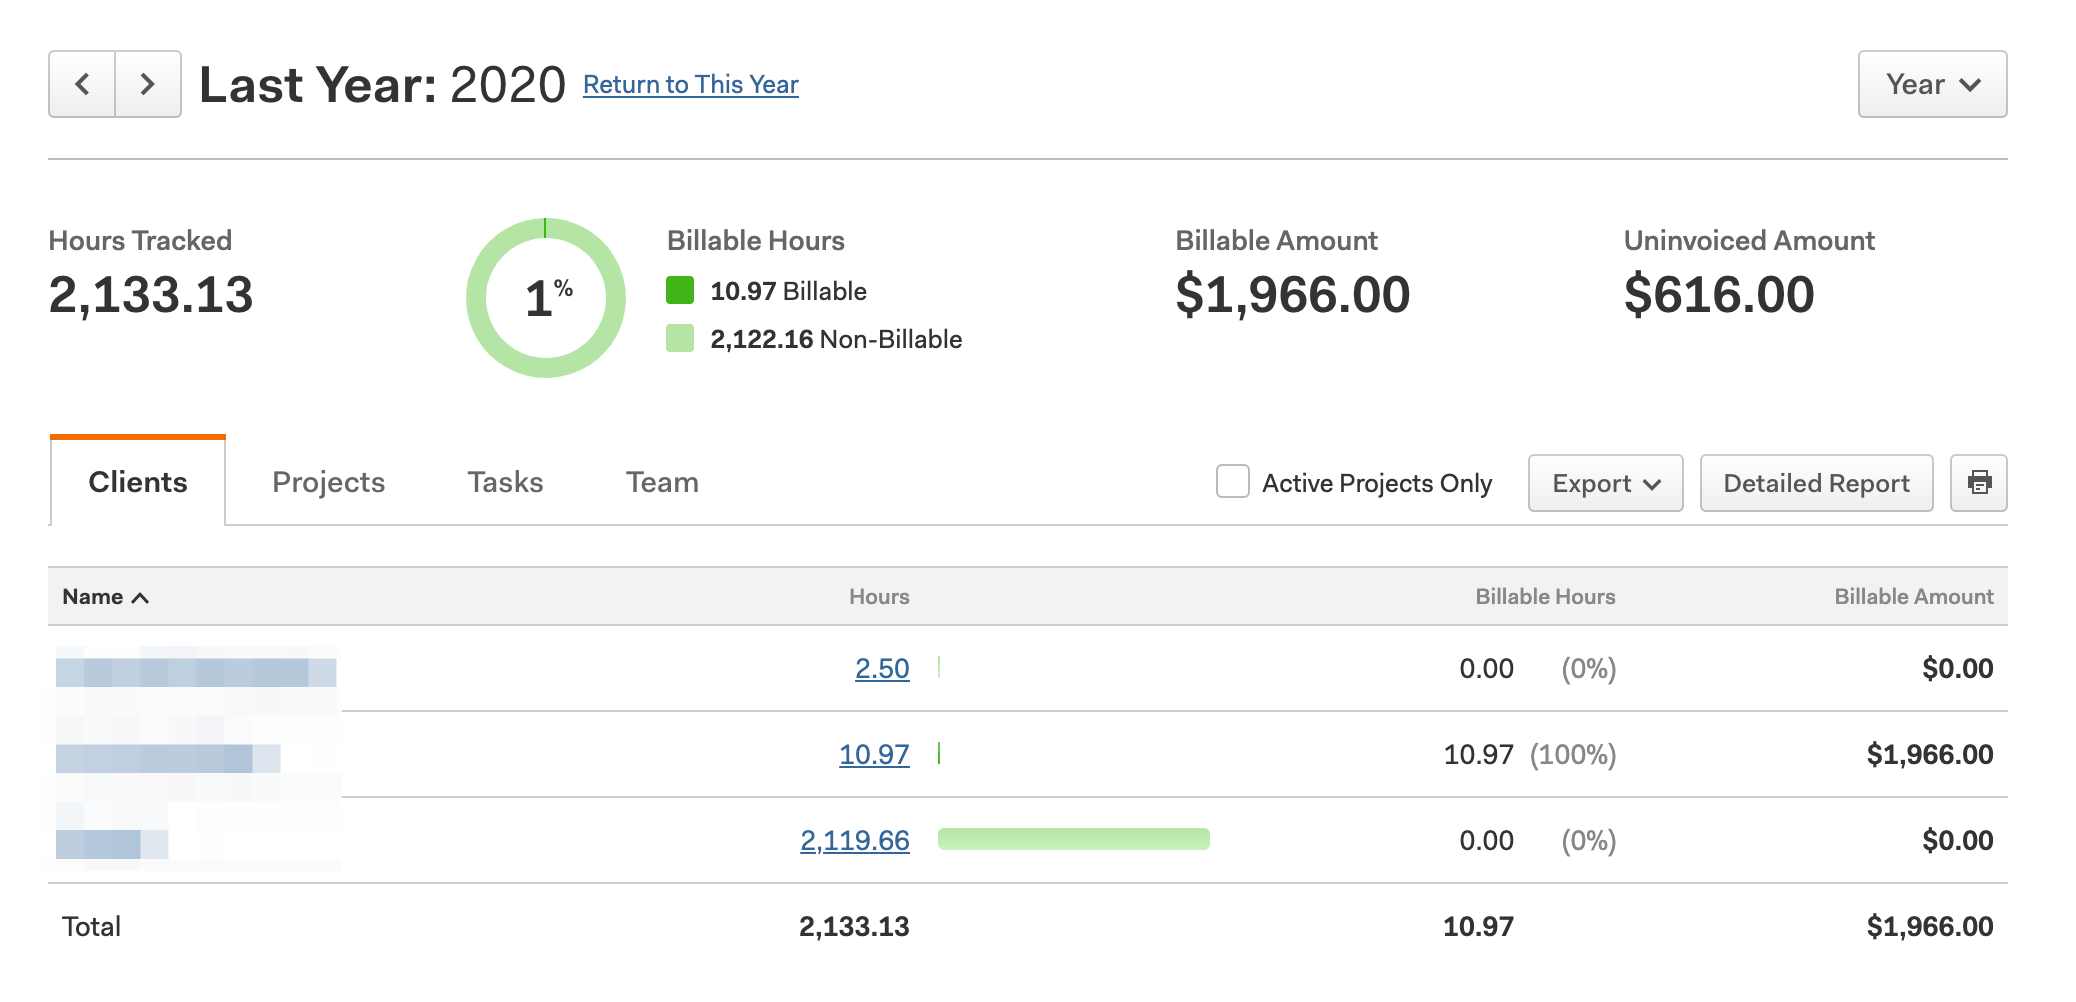 Last Year: 2020 Return to This Year
Year
Hours Tracked
2,133.13
1%
Billable Hours
10.97 Billable
2,122.16 Non-Billable
Billable Amount
$1,966.00
Uninvoiced Amount
$616.00
Clients Projects Tasks Team
Active Projects Only Export Detailed Report
Name Hours Billable Hours Billable Amount
2.50 0.00 (0%) $0.00
10.97 10.97 (100%) $1,966.00
2,119.66 0.00 (0%) $0.00
Total 2,133.13 10.97 $1,966.00